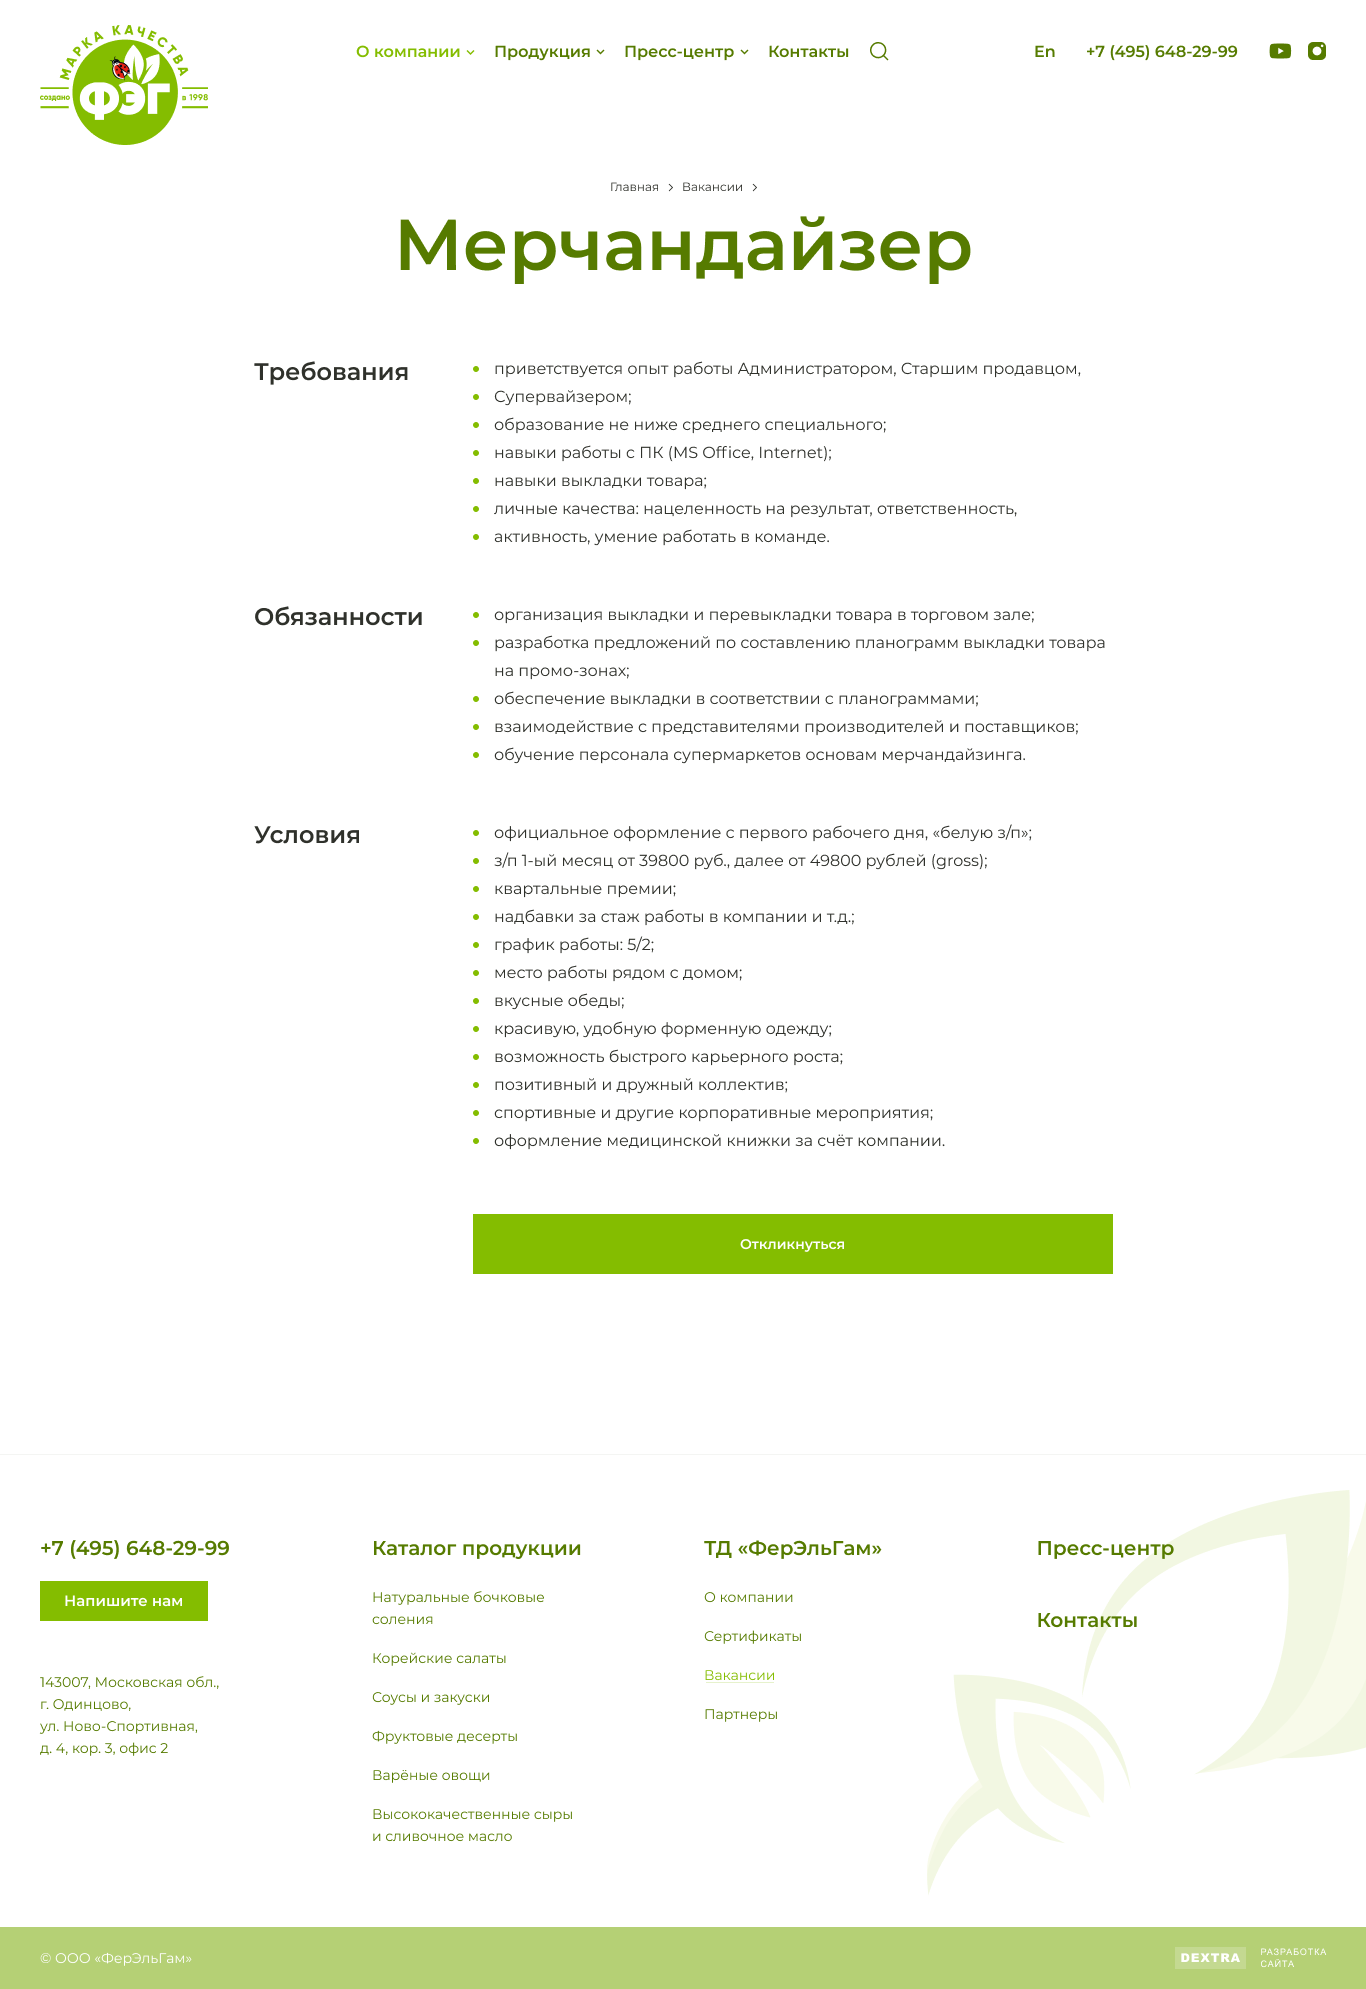 МАРКА КАЧЕСТВА
создано
ФЭГ
в 1998
О компании
Продукция
Пресс-центр
Контакты
En
+7 (495) 648-29-99
Главная
Вакансии
Мерчандайзер
Требования
приветствуется опыт работы Администратором, Старшим продавцом,
Супервайзером;
образование не ниже среднего специального;
навыки работы с ПК (MS Office, Internet);
навыки выкладки товара;
личные качества: нацеленность на результат, ответственность,
активность, умение работать в команде.
Обязанности
организация выкладки и перевыкладки товара в торговом зале;
разработка предложений по составлению планограмм выкладки товара
на промо-зонах;
обеспечение выкладки в соответствии с планограммами;
взаимодействие с представителями производителей и поставщиков;
обучение персонала супермаркетов основам мерчандайзинга.
Условия
официальное оформление с первого рабочего дня, «белую з/п»;
з/п 1-ый месяц от 39800 руб., далее от 49800 рублей (gross);
квартальные премии;
надбавки за стаж работы в компании и т.д.;
график работы: 5/2;
место работы рядом с домом;
вкусные обеды;
красивую, удобную форменную одежду;
возможность быстрого карьерного роста;
позитивный и дружный коллектив;
спортивные и другие корпоративные мероприятия;
оформление медицинской книжки за счёт компании.
Откликнуться
+7 (495) 648-29-99
Напишите нам
143007, Московская обл.,
г. Одинцово,
ул. Ново-Спортивная,
д. 4, кор. 3, офис 2
Каталог продукции
Натуральные бочковые
соления
Корейские салаты
Соусы и закуски
Фруктовые десерты
Варёные овощи
Высококачественные сыры
и сливочное масло
ТД «ФерЭльГам»
О компании
Сертификаты
Вакансии
Партнеры
Пресс-центр
Контакты
© ООО «ФерЭльГам»
DEXTRA
РАЗРАБОТКА
САЙТА